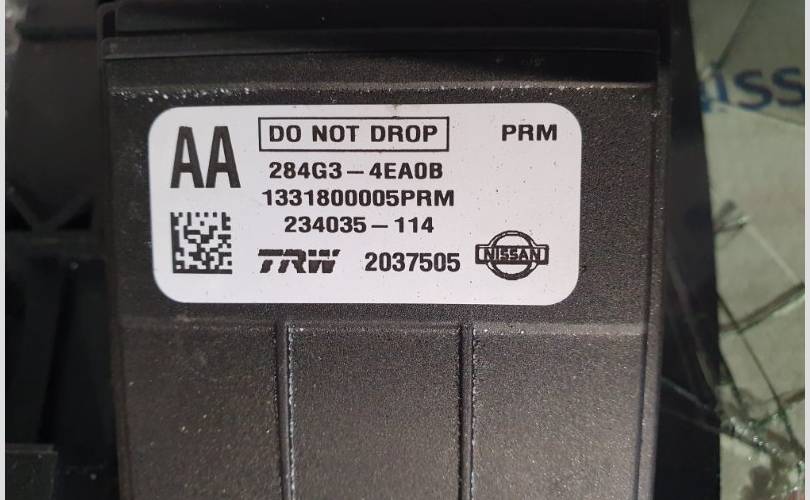 AA
DO NOT DROP
PRM
284G3-4EA0B
1331800005PRM
234035-114
TRW 2037505 NISSAN